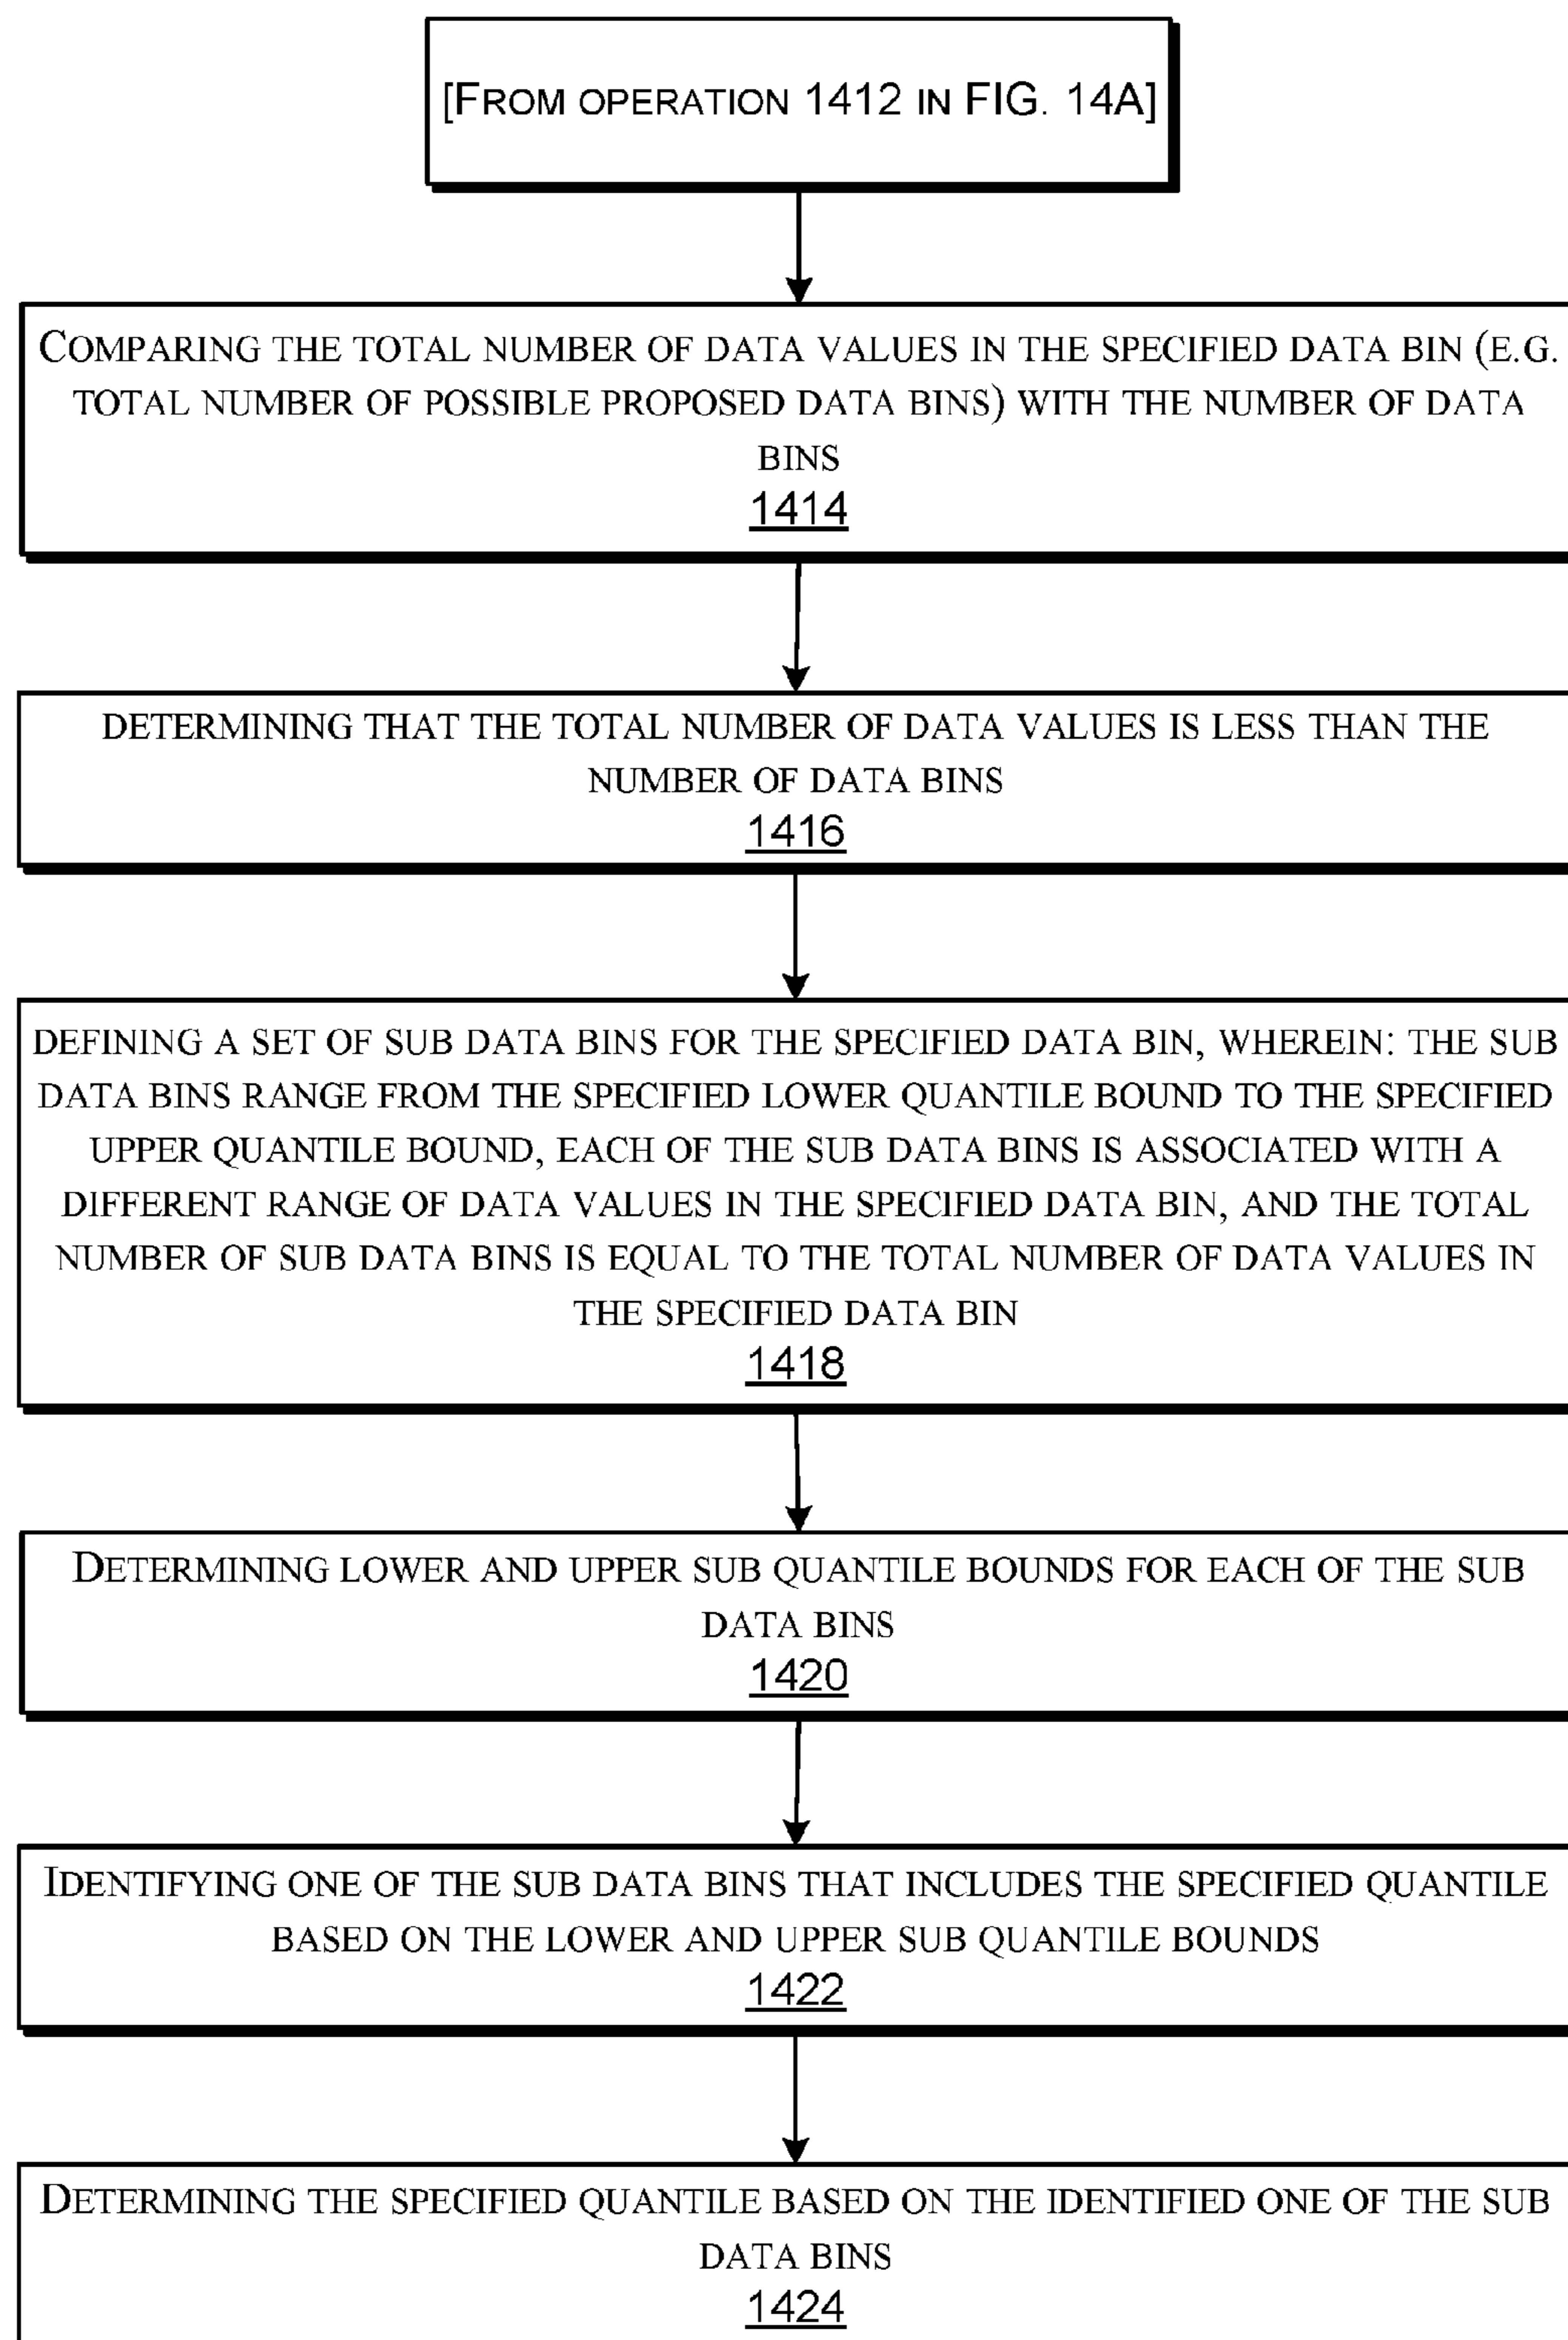 [FROM OPERATION 1412 IN FIG. 14A]
COMPARING THE TOTAL NUMBER OF DATA VALUES IN THE SPECIFIED DATA BIN (E.G.
TOTAL NUMBER OF POSSIBLE PROPOSED DATA BINS) WITH THE NUMBER OF DATA
BINS
1414
DETERMINING THAT THE TOTAL NUMBER OF DATA VALUES IS LESS THAN THE
NUMBER OF DATA BINS
1416
DEFINING A SET OF SUB DATA BINS FOR THE SPECIFIED DATA BIN, WHEREIN: THE SUB
DATA BINS RANGE FROM THE SPECIFIED LOWER QUANTILE BOUND TO THE SPECIFIED
UPPER QUANTILE BOUND, EACH OF THE SUB DATA BINS IS ASSOCIATED WITH A
DIFFERENT RANGE OF DATA VALUES IN THE SPECIFIED DATA BIN, AND THE TOTAL
NUMBER OF SUB DATA BINS IS EQUAL TO THE TOTAL NUMBER OF DATA VALUES IN
THE SPECIFIED DATA BIN
1418
DETERMINING LOWER AND UPPER SUB QUANTILE BOUNDS FOR EACH OF THE SUB
DATA BINS
1420
IDENTIFYING ONE OF THE SUB DATA BINS THAT INCLUDES THE SPECIFIED QUANTILE
BASED ON THE LOWER AND UPPER SUB QUANTILE BOUNDS
1422
DETERMINING THE SPECIFIED QUANTILE BASED ON THE IDENTIFIED ONE OF THE SUB
DATA BINS
1424